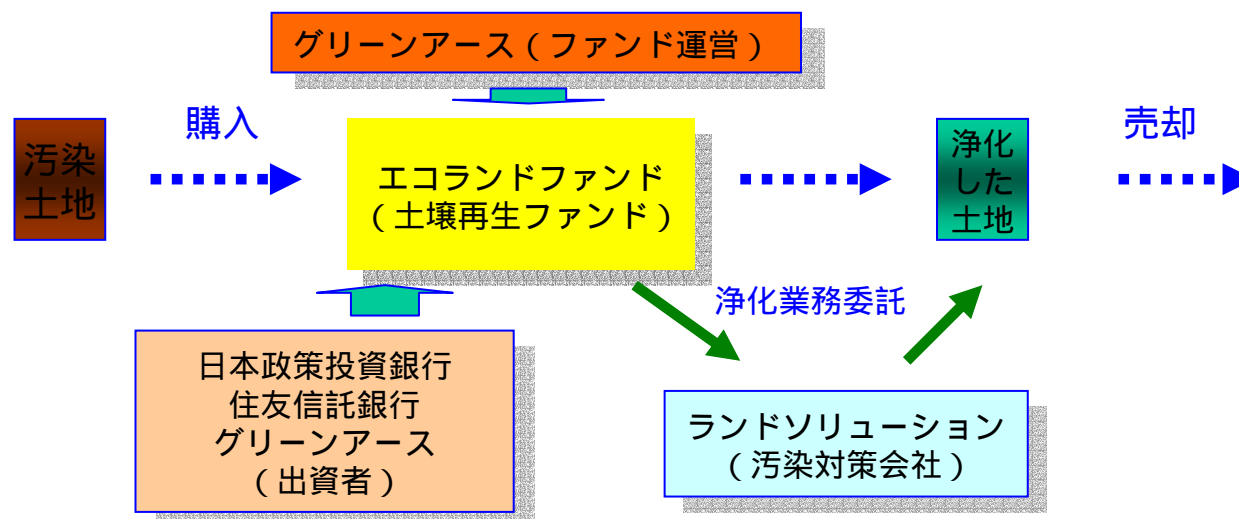 グリーンアース（ファンド運営）
購入
売却
汚染
土地
エコランドファンド
（土壌再生ファンド）
浄化
した
土地
浄化業務委託
日本政策投資銀行
住友信託銀行
グリーンアース
（出資者）
ランドソリューション
（汚染対策会社）